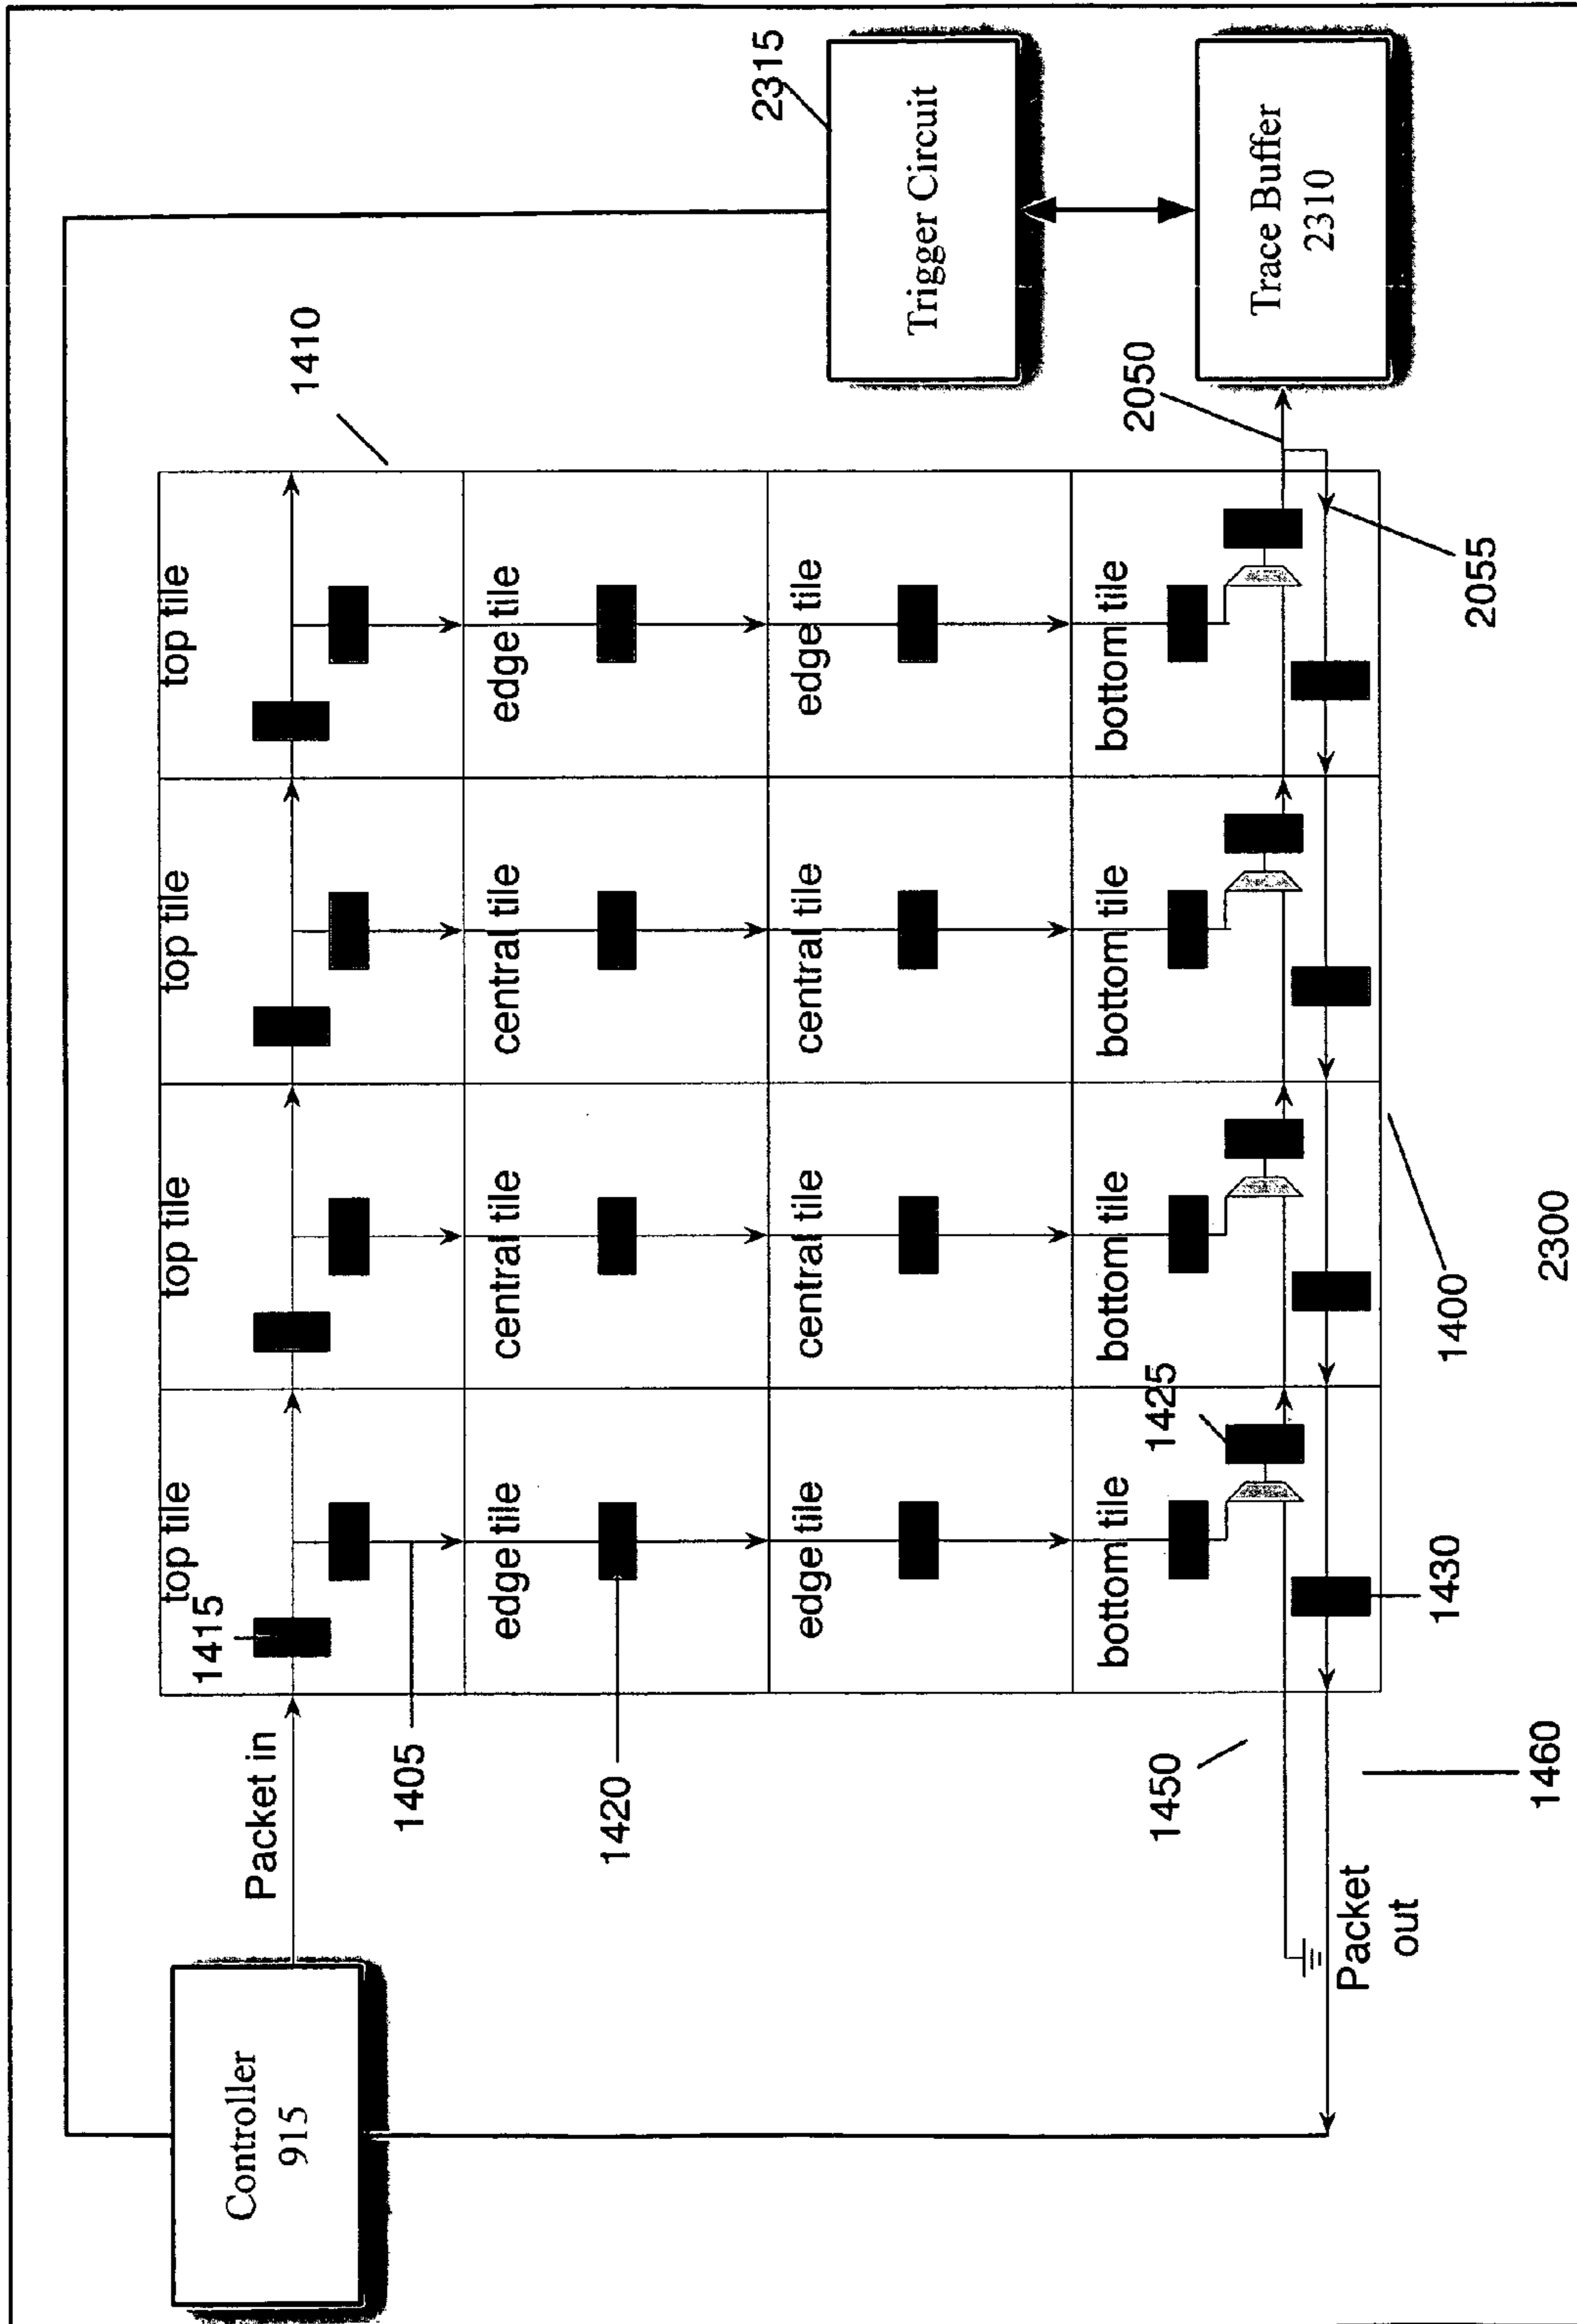 top tile
top tile
top tile
top tile
1415
Controller
915
Packet in
1410
1405
edge tile
central tile
central tile
edge tile
1420
2315
edge tile
central tile
central tile
edge tile
Trigger Circuit
bottom tile
bottom tile
bottom tile
bottom tile
2050
1425
1450
Trace Buffer
2310
Packet
out
1430
1400
2055
1460
2300